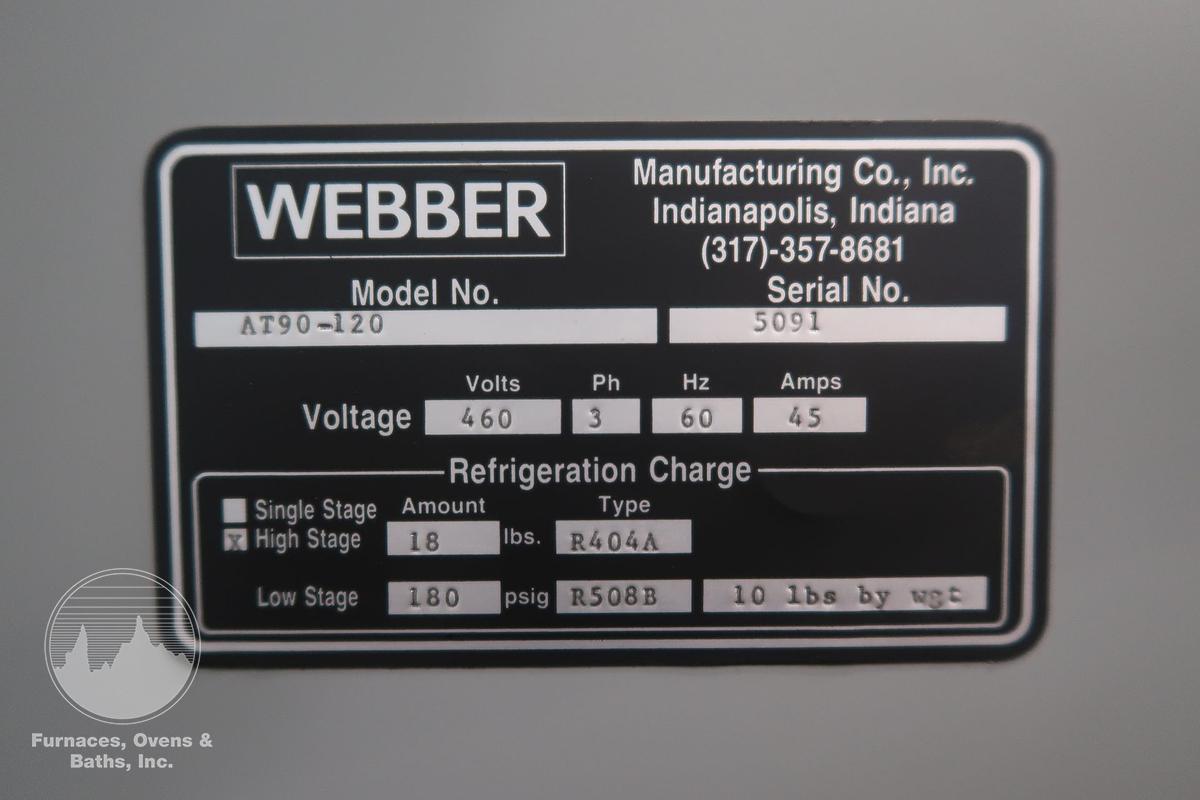 WEBBER
Manufacturing Co., Inc.
Indianapolis, Indiana
(317)-357-8681
Model No. Serial No.
AT90-120 5091
Volts Ph Hz Amps
Voltage 460 3 60 45
Refrigeration Charge
Single Stage Amount Type
X High Stage 18 lbs. R404A
Low Stage 180 psig R508B 10 lbs by wgt
Furnaces, Ovens &
Baths, Inc.